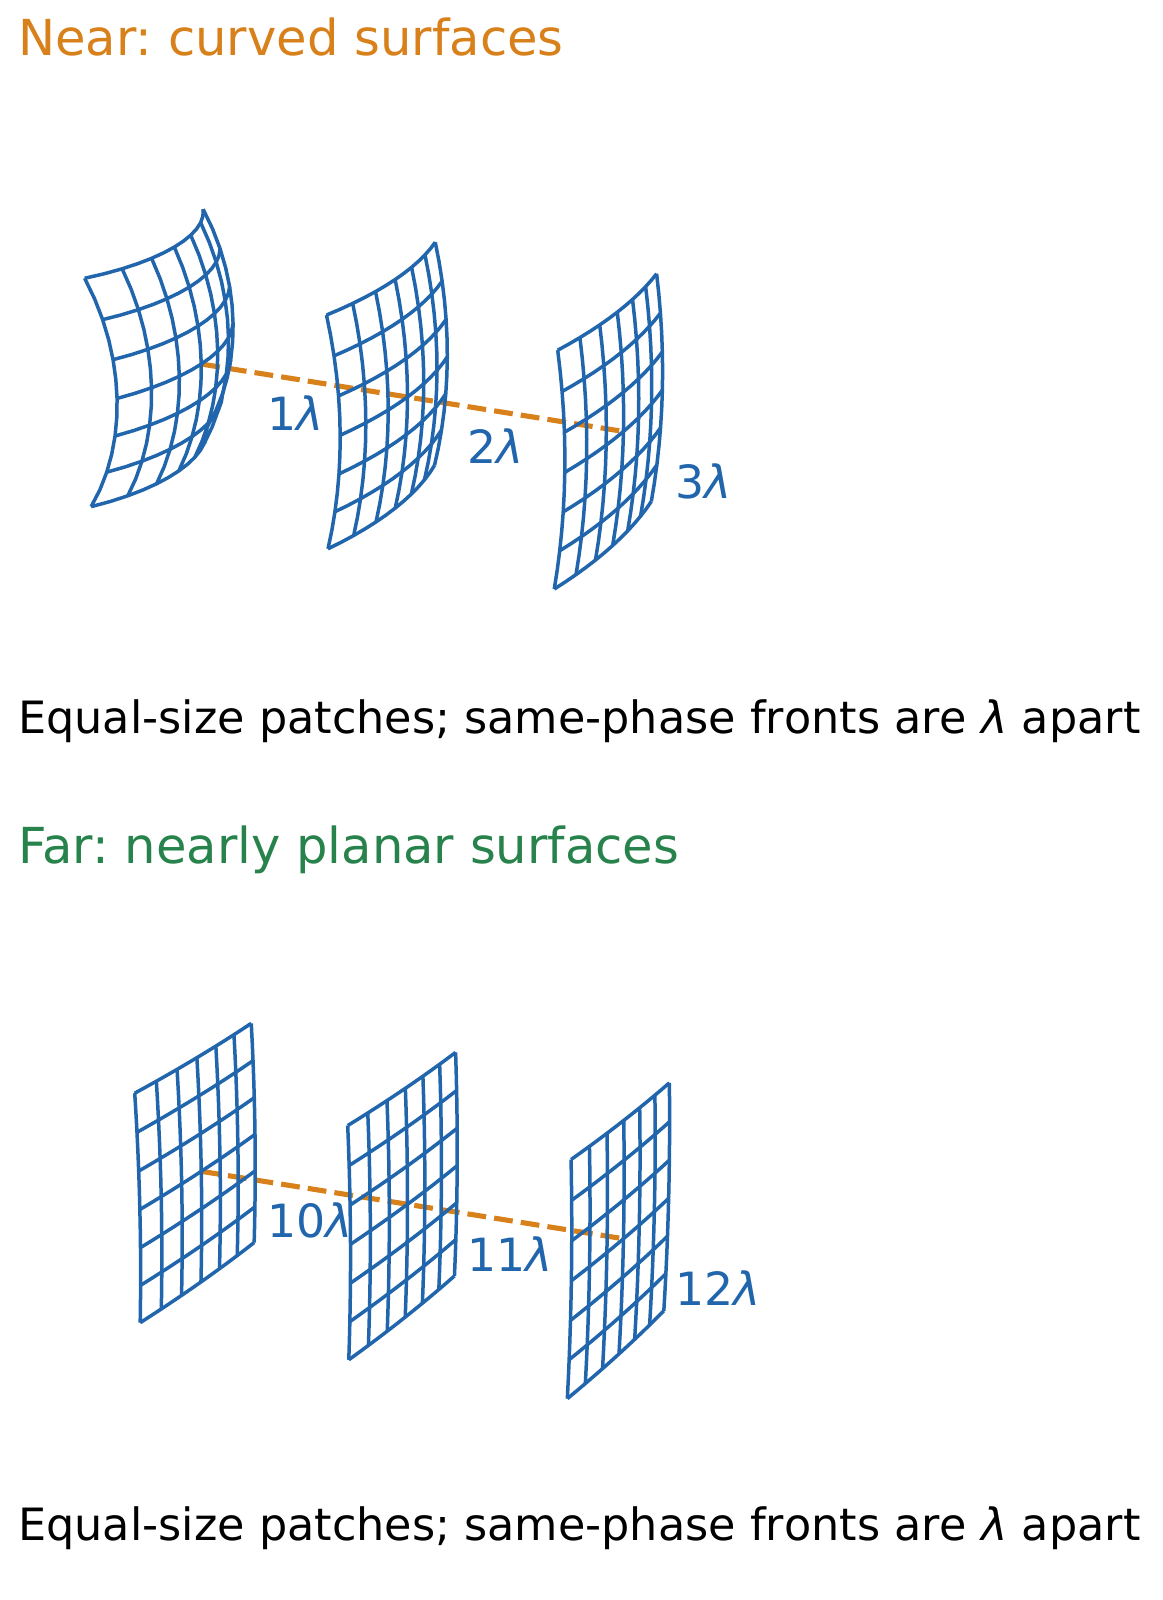 Near: curved surfaces
1λ
2λ
3λ
Equal-size patches; same-phase fronts are λ apart
Far: nearly planar surfaces
10λ
11λ
12λ
Equal-size patches; same-phase fronts are λ apart